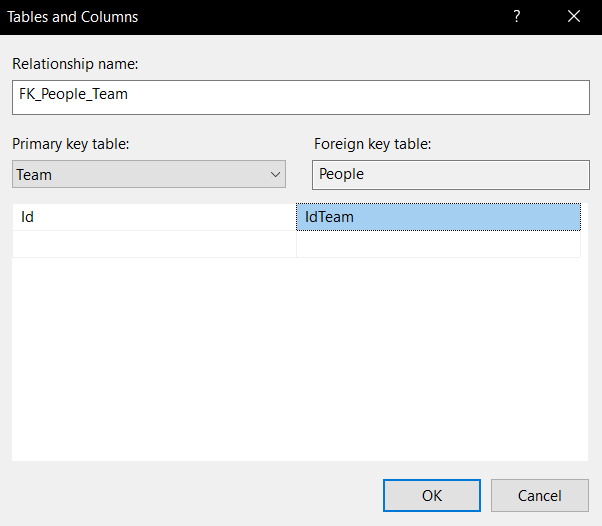 Tables and Columns ?
Relationship name:
FK_People_Team
Primary key table: Foreign key table:
Team People
Id IdTeam
OK Cancel